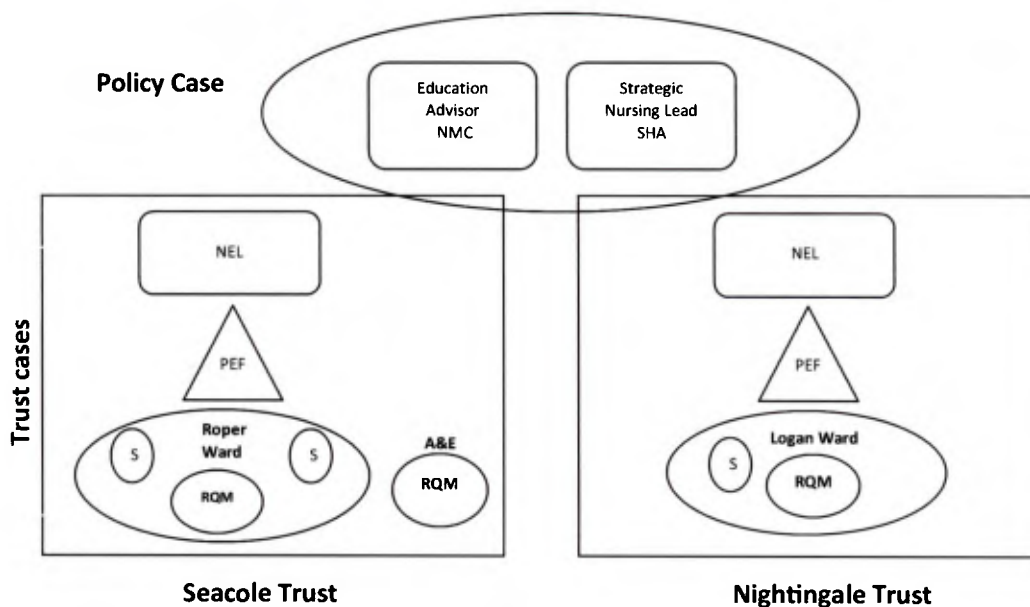 Policy Case
Education
Advisor
NMC
Strategic
Nursing Lead
SHA
Trust cases
NEL
PEF
Roper
Ward
S
S
RQM
A&E
RQM
NEL
PEF
Logan Ward
S
RQM
Seacole Trust
Nightingale Trust